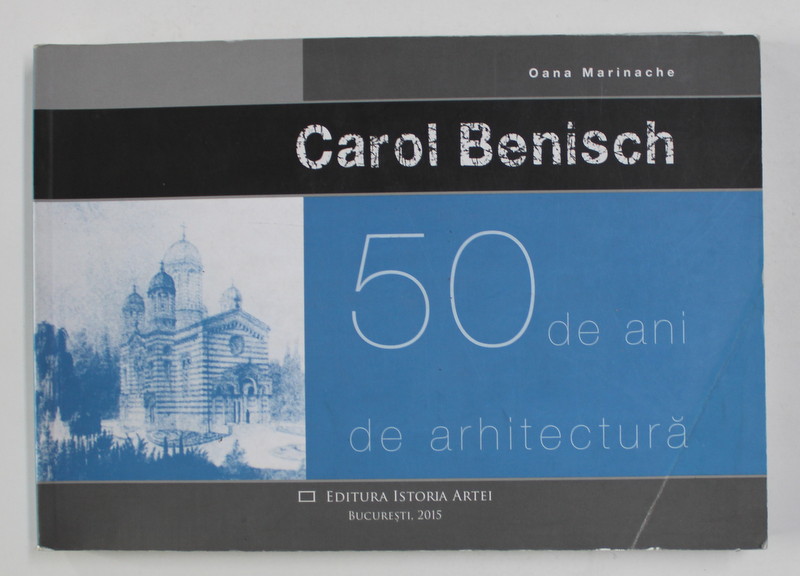 Oana Marinache
Carol Benisch
50 de ani
de arhitectură
EDITURA ISTORIA ARTEI
BUCUREȘTI, 2015